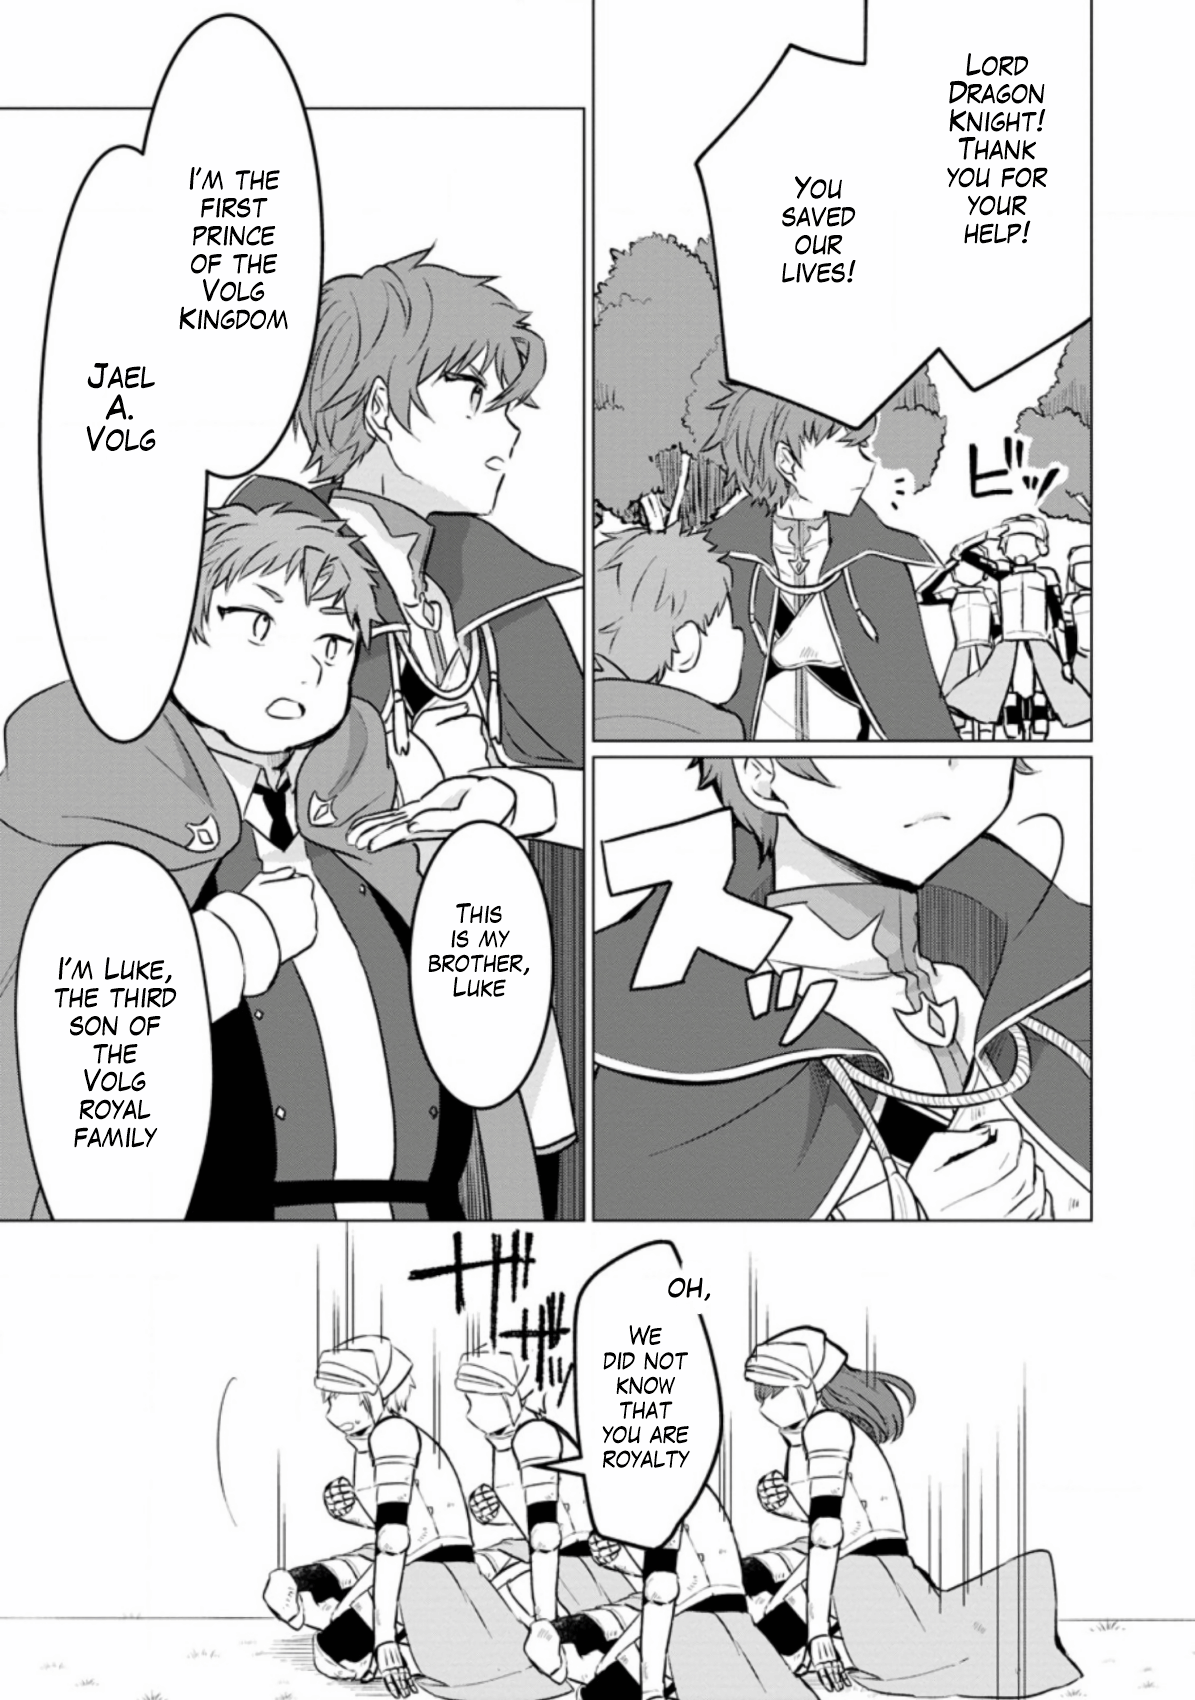 LORD
DRAGON
KNIGHT!
THANK
YOU FOR
YOUR
HELP!
YOU
SAVED
OUR
LIVES!
ビッ
スッ
I'M THE
FIRST
PRINCE
OF THE
VOLG
KINGDOM
JAEL
A.
VOLG
THIS
IS MY
BROTHER,
LUKE
I'M LUKE,
THE THIRD
SON OF
THE
VOLG
ROYAL
FAMILY
OH,
WE
DID NOT
KNOW
THAT
YOU ARE
ROYALTY
ザザッ